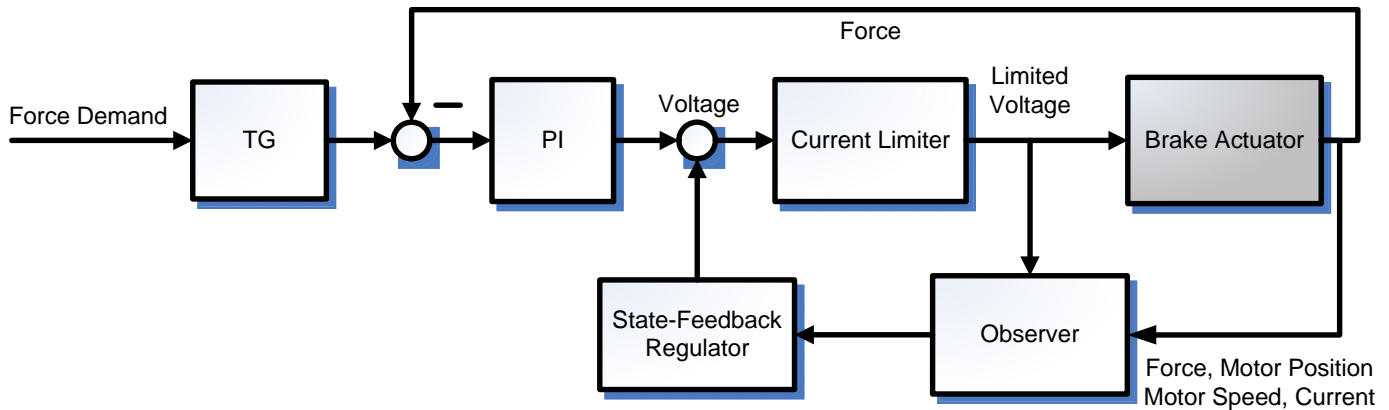 Force
Force Demand
TG
PI
Voltage
Current Limiter
Limited
Voltage
Brake Actuator
State-Feedback
Regulator
Observer
Force, Motor Position
Motor Speed, Current